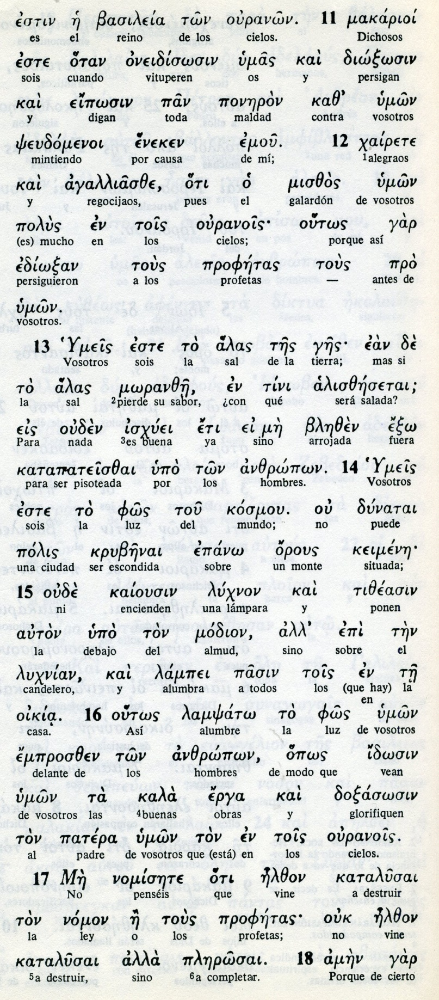 ἐστιν ἡ βασιλεία τῶν οὐρανῶν. 11 μακάριοί
es el reino de los cielos. Dichosos
ἐστε ὅταν ὀνειδίσωσιν ὑμᾶς καὶ διώξωσιν
sois cuando vituperen os y persigan
καὶ εἴπωσιν πᾶν πονηρὸν καθ’ ὑμῶν
y digan toda maldad contra vosotros
ψευδόμενοι ἕνεκεν ἐμοῦ. 12 χαίρετε
mintiendo por causa de mí; 1alegraos
καὶ ἀγαλλιᾶσθε, ὅτι ὁ μισθὸς ὑμῶν
y regocijaos, pues el galardón de vosotros
πολὺς ἐν τοῖς οὐρανοῖς· οὕτως γὰρ
(es) mucho en los cielos; porque así
ἐδίωξαν τοὺς προφήτας τοὺς πρὸ
persiguieron a los profetas — antes de
ὑμῶν.
vosotros.
13 Ὑμεῖς ἐστε τὸ ἅλας τῆς γῆς· ἐὰν δὲ
Vosotros sois la sal de la tierra; mas si
τὸ ἅλας μωρανθῇ, ἐν τίνι ἁλισθήσεται;
la sal 2pierde su sabor, ¿con qué será salada?
εἰς οὐδὲν ἰσχύει ἔτι εἰ μὴ βληθὲν ἔξω
Para nada 3es buena ya sino arrojada fuera
καταπατεῖσθαι ὑπὸ τῶν ἀνθρώπων. 14 Ὑμεῖς
para ser pisoteada por los hombres. Vosotros
ἐστε τὸ φῶς τοῦ κόσμου. οὐ δύναται
sois la luz del mundo; no puede
πόλις κρυβῆναι ἐπάνω ὄρους κειμένη·
una ciudad ser escondida sobre un monte situada;
15 οὐδὲ καίουσιν λύχνον καὶ τιθέασιν
ni encienden una lámpara y ponen
αὐτὸν ὑπὸ τὸν μόδιον, ἀλλ’ ἐπὶ τὴν
la debajo del almud, sino sobre el
λυχνίαν, καὶ λάμπει πᾶσιν τοῖς ἐν τῇ
candelero, y alumbra a todos los (que hay) la
en
οἰκίᾳ. 16 οὕτως λαμψάτω τὸ φῶς ὑμῶν
casa. Así alumbre la luz de vosotros
ἔμπροσθεν τῶν ἀνθρώπων, ὅπως ἴδωσιν
delante de los hombres de modo que vean
ὑμῶν τὰ καλὰ ἔργα καὶ δοξάσωσιν
de vosotros las 4buenas obras y glorifiquen
τὸν πατέρα ὑμῶν τὸν ἐν τοῖς οὐρανοῖς.
al padre de vosotros que (está) en los cielos.
17 Μὴ νομίσητε ὅτι ἦλθον καταλῦσαι
No penséis que vine a destruir
τὸν νόμον ἢ τοὺς προφήτας· οὐκ ἦλθον
la ley o los profetas; no vine
καταλῦσαι ἀλλὰ πληρῶσαι. 18 ἀμὴν γὰρ
5a destruir, sino 6a completar. Porque de cierto